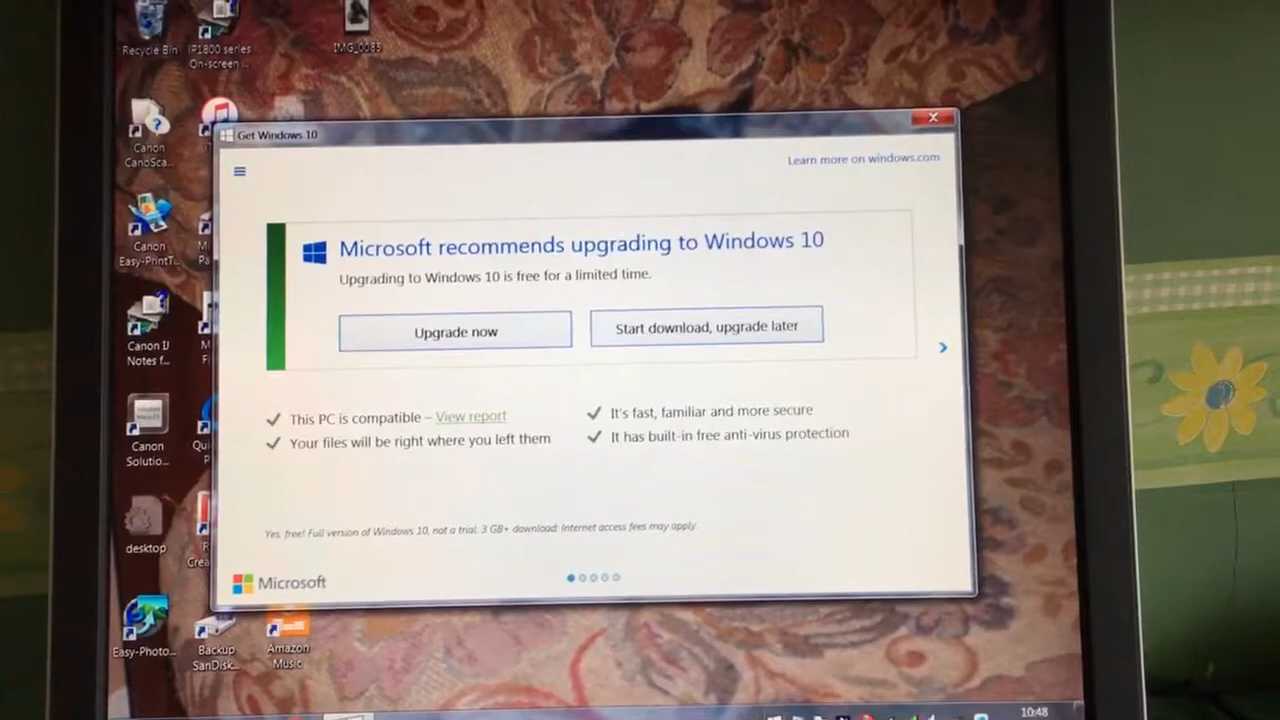 Recycle Bin
IP1800 series
On-screen ...
IMG_0085
Canon
CanoSca...
Get Windows 10
Learn more on windows.com
Canon
Easy-PrintT...
Microsoft recommends upgrading to Windows 10
Upgrading to Windows 10 is free for a limited time.
Upgrade now
Start download, upgrade later
Canon IJ
Notes f...
This PC is compatible – View report
Your files will be right where you left them
It's fast, familiar and more secure
It has built-in free anti-virus protection
Canon
Solutio...
Qui
desktop
Crea
Yes, free! Full version of Windows 10, not a trial. 3 GB+ download; Internet access fees may apply.
Microsoft
Easy-Photo...
Backup
SanDisk...
Amazon
Music
10:48